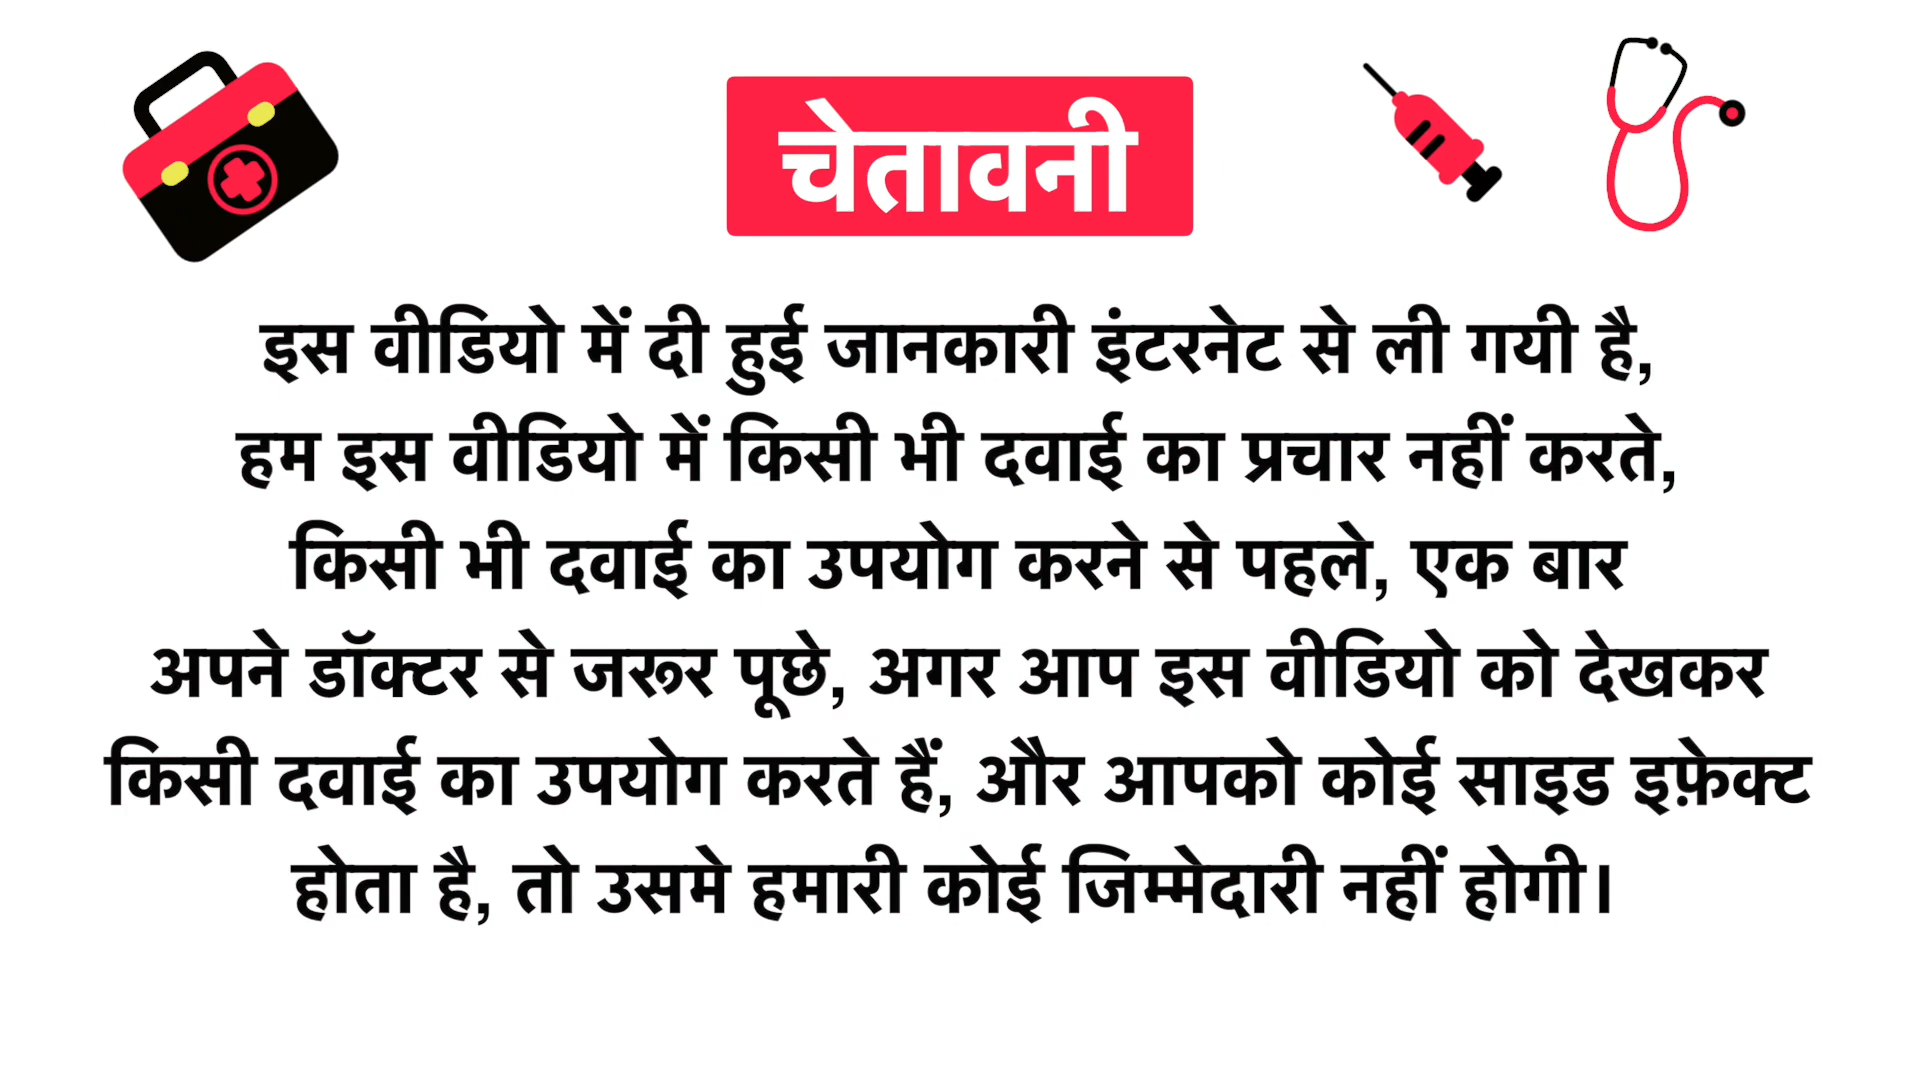 चेतावनी
इस वीडियो में दी हुई जानकारी इंटरनेट से ली गयी है,
हम इस वीडियो में किसी भी दवाई का प्रचार नहीं करते,
किसी भी दवाई का उपयोग करने से पहले, एक बार
अपने डॉक्टर से जरूर पूछे, अगर आप इस वीडियो को देखकर
किसी दवाई का उपयोग करते हैं, और आपको कोई साइड इफ़ेक्ट
होता है, तो उसमे हमारी कोई जिम्मेदारी नहीं होगी।